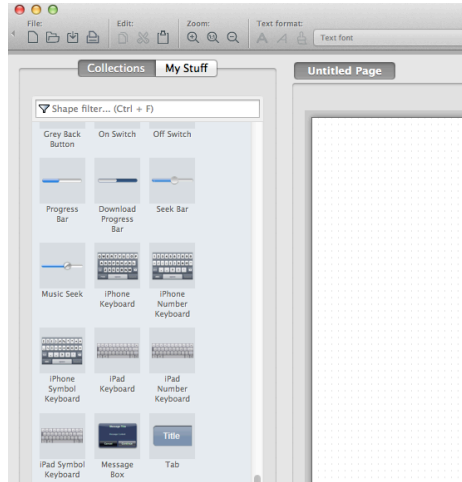 File:
Edit:
Zoom:
Text format:
Text font
Collections
My Stuff
Untitled Page
Shape filter... (Ctrl + F)
Grey Back
Button
On Switch
Off Switch
Progress
Bar
Download
Progress
Bar
Seek Bar
Music Seek
iPhone
Keyboard
iPhone
Number
Keyboard
iPhone
Symbol
Keyboard
iPad
Keyboard
iPad
Number
Keyboard
Title
iPad Symbol
Keyboard
Message
Box
Tab